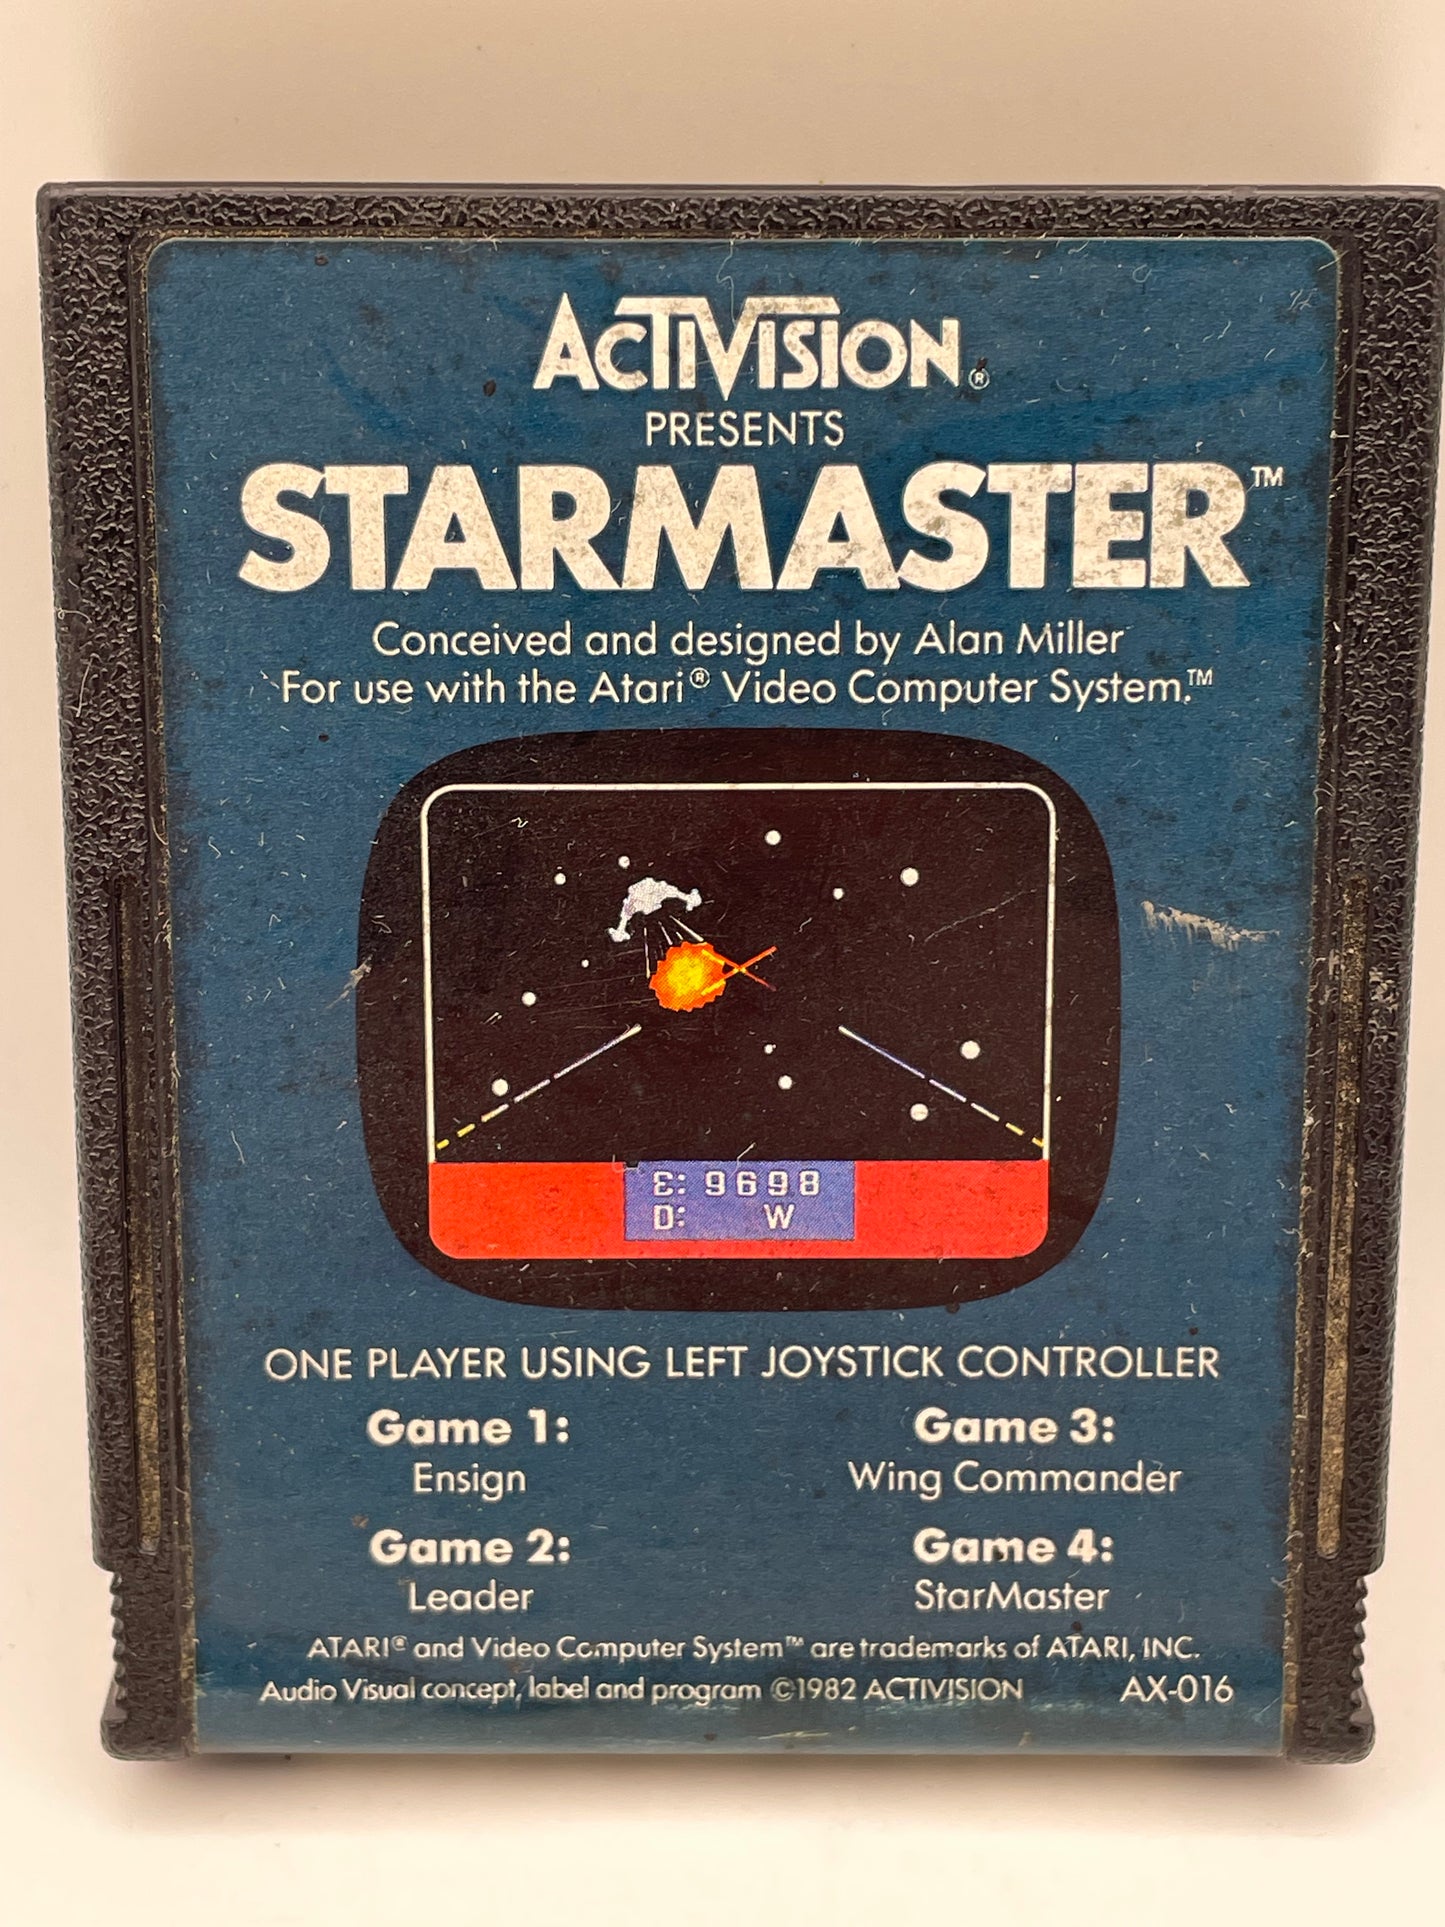 ACTIVISION®
PRESENTS
STARMASTER™
Conceived and designed by Alan Miller
For use with the Atari® Video Computer System.™
E: 9698
D: W
ONE PLAYER USING LEFT JOYSTICK CONTROLLER
Game 1:
Ensign
Game 2:
Leader
Game 3:
Wing Commander
Game 4:
StarMaster
ATARI® and Video Computer System™ are trademarks of ATARI, INC.
Audio Visual concept, label and program ©1982 ACTIVISION AX-016